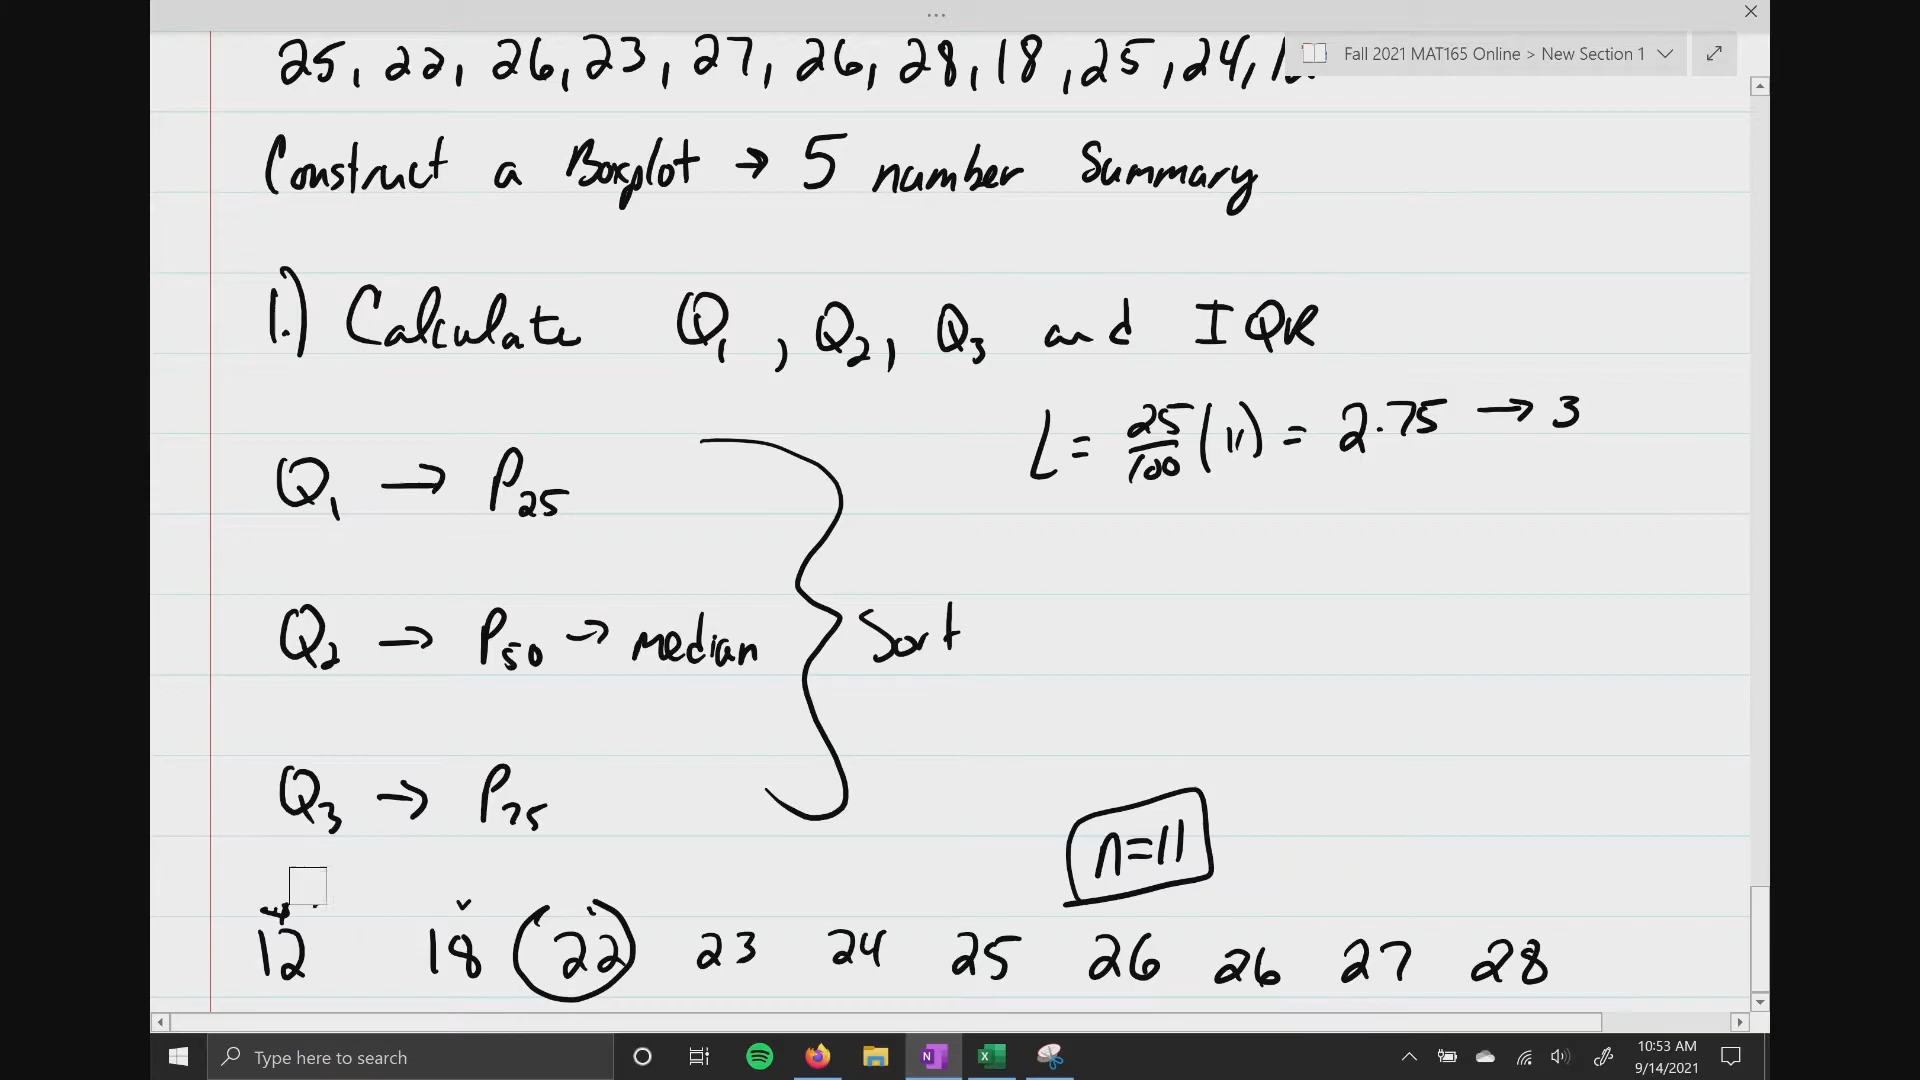 25, 22, 26, 23, 27, 26, 28, 18, 25, 24,
Fall 2021 MAT165 Online > New Section 1
Construct a Boxplot → 5 number Summary
1.) Calculate Q1, Q2, Q3 and IQR
L = 25/100 (11) = 2.75 → 3
Q1 → P25
Q2 → P50 → median
Sort
Q3 → P75
n=11
12 18 (22) 23 24 25 26 26 27 28
Type here to search
10:53 AM
9/14/2021